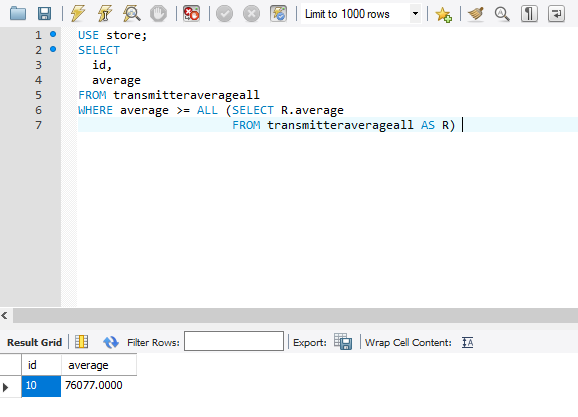 Limit to 1000 rows
1 USE store;
2 SELECT
3 id,
4 average
5 FROM transmitteraverageall
6 WHERE average >= ALL (SELECT R.average
7 FROM transmitteraverageall AS R)
Result Grid Filter Rows: Export: Wrap Cell Content: IA
id average
10 76077.0000